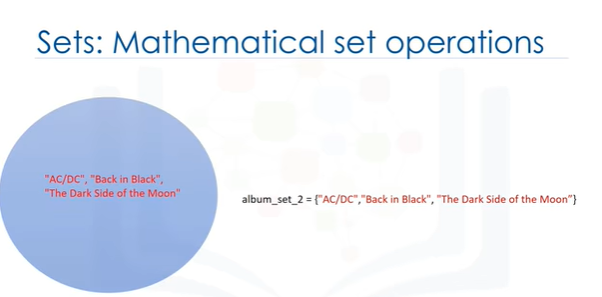 Sets: Mathematical set operations
"AC/DC", "Back in Black",
"The Dark Side of the Moon"
album_set_2 = {"AC/DC","Back in Black", "The Dark Side of the Moon"}